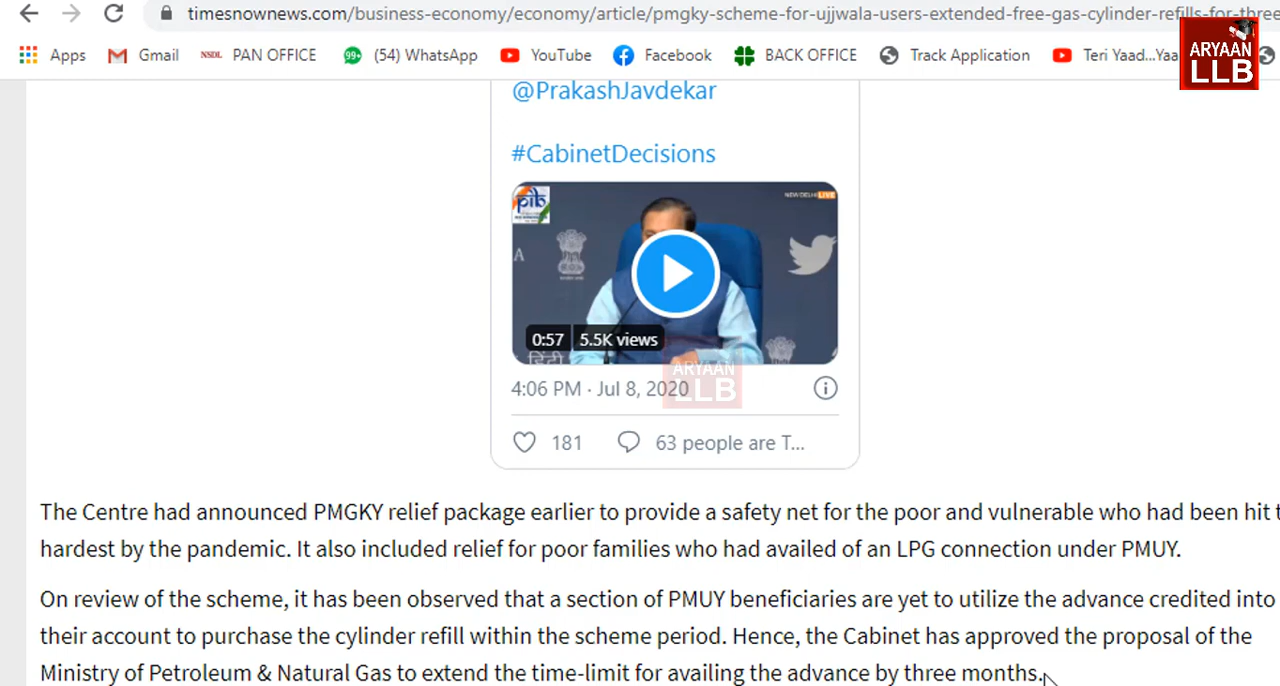 timesnownews.com/business-economy/economy/article/pmgky-scheme-for-ujjwala-users-extended-free-gas-cylinder-refills-for-three
Apps Gmail NSDL PAN OFFICE 99+ (54) WhatsApp YouTube Facebook BACK OFFICE Track Application Teri Yaad...Yaa
ARYAAN
LLB
@PrakashJavdekar
#CabinetDecisions
pib
NEW DELHI LIVE
A
0:57 5.5K views
हिंदी
ARYAAN
LLB
4:06 PM · Jul 8, 2020
181 63 people are T...
The Centre had announced PMGKY relief package earlier to provide a safety net for the poor and vulnerable who had been hit t
hardest by the pandemic. It also included relief for poor families who had availed of an LPG connection under PMUY.
On review of the scheme, it has been observed that a section of PMUY beneficiaries are yet to utilize the advance credited into
their account to purchase the cylinder refill within the scheme period. Hence, the Cabinet has approved the proposal of the
Ministry of Petroleum & Natural Gas to extend the time-limit for availing the advance by three months.